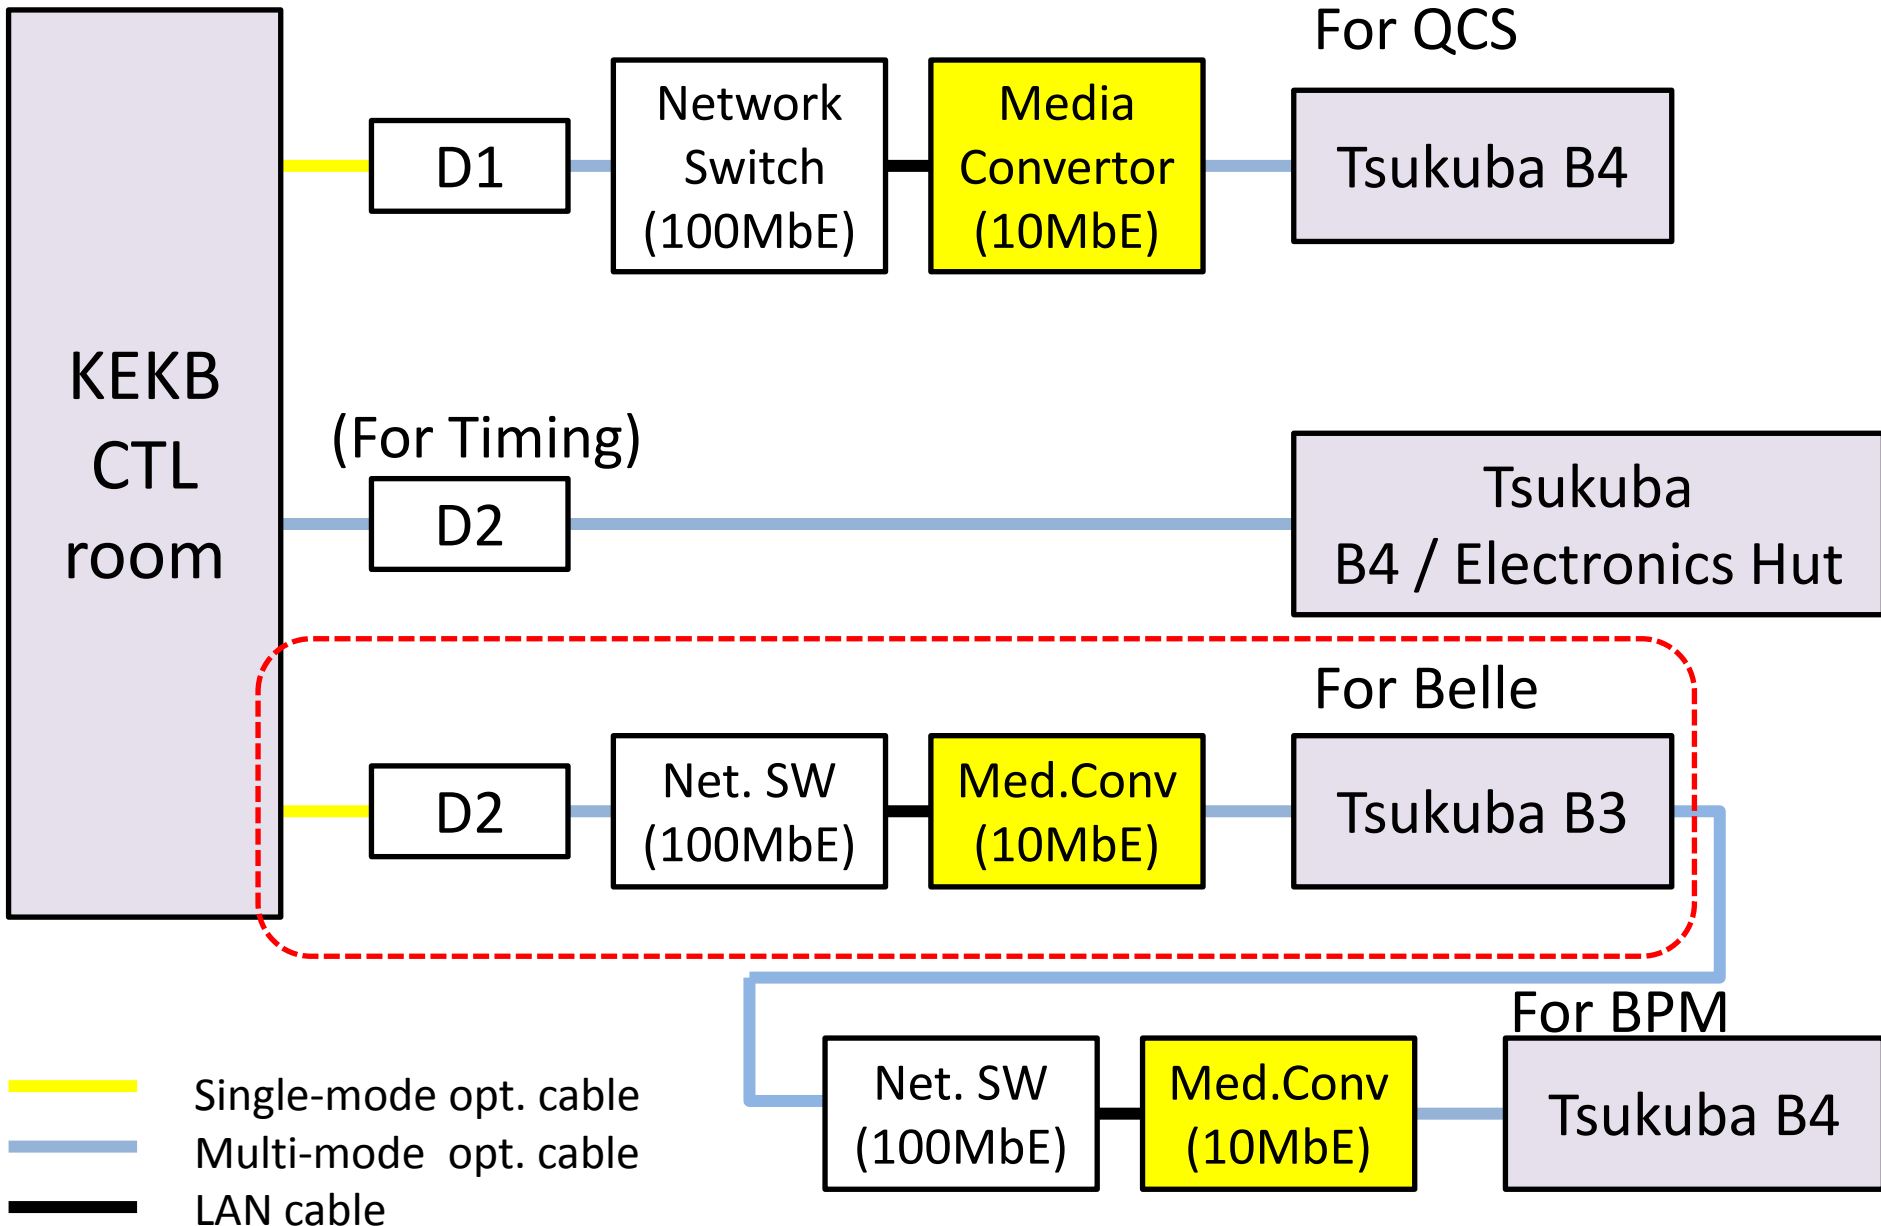 For QCS
Network
Switch
(100MbE)
Media
Convertor
(10MbE)
D1
Tsukuba B4
KEKB
CTL
room
(For Timing)
D2
Tsukuba
B4 / Electronics Hut
For Belle
D2
Net. SW
(100MbE)
Med.Conv
(10MbE)
Tsukuba B3
For BPM
Net. SW
(100MbE)
Med.Conv
(10MbE)
Tsukuba B4
Single-mode opt. cable
Multi-mode  opt. cable
LAN cable